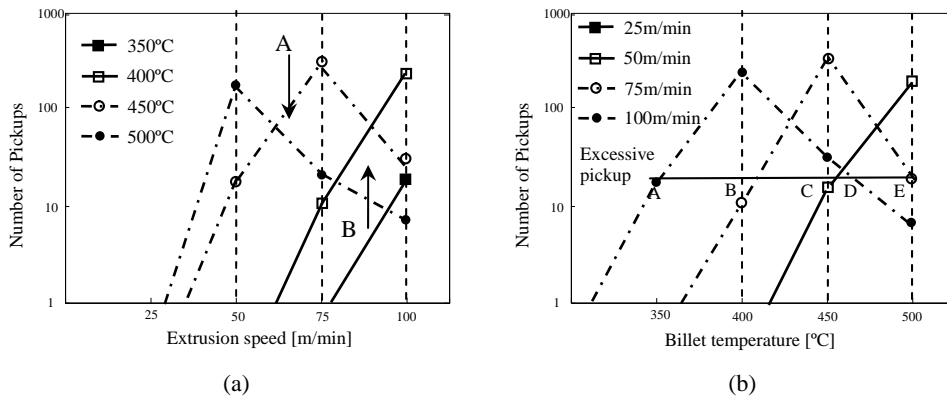 Number of Pickups
1000
100
10
1
350ºC
400ºC
450ºC
500ºC
A
B
25
50
75
100
Extrusion speed [m/min]
(a)
Number of Pickups
1000
100
10
1
25m/min
50m/min
75m/min
100m/min
Excessive
pickup
A
B
C
D
E
350
400
450
500
Billet temperature [ºC]
(b)